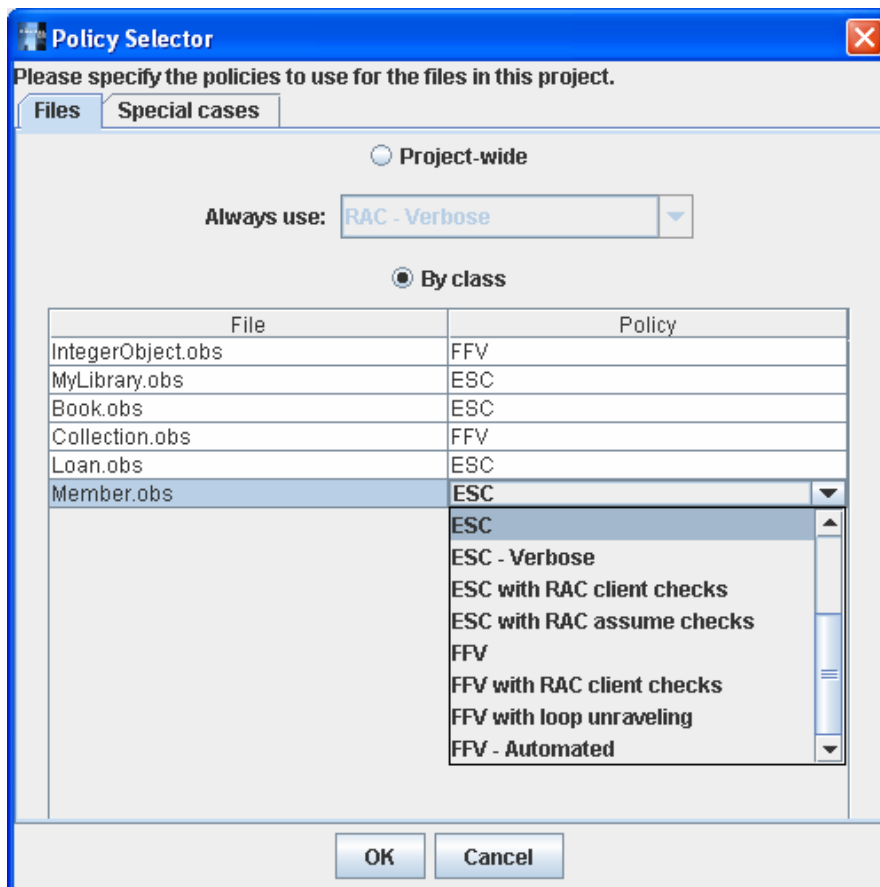 Policy Selector
Please specify the policies to use for the files in this project.
Files Special cases
Project-wide
Always use: RAC - Verbose
By class
File Policy
IntegerObject.obs FFV
MyLibrary.obs ESC
Book.obs ESC
Collection.obs FFV
Loan.obs ESC
Member.obs ESC
ESC
ESC - Verbose
ESC with RAC client checks
ESC with RAC assume checks
FFV
FFV with RAC client checks
FFV with loop unraveling
FFV - Automated
OK Cancel